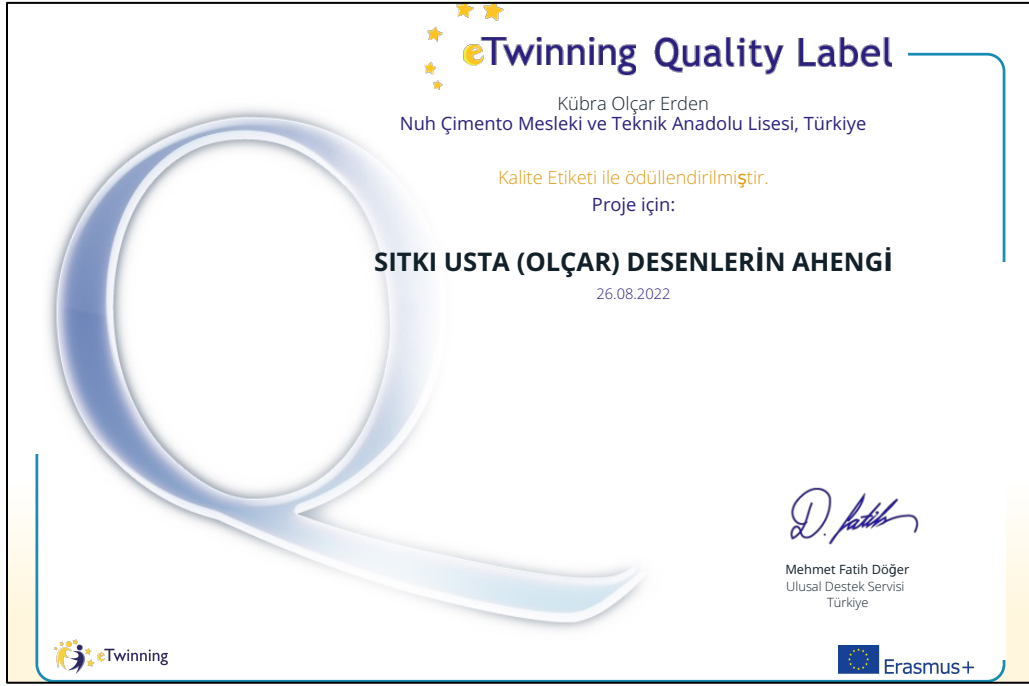 eTwinning Quality Label
Kübra Olçar Erden
Nuh Çimento Mesleki ve Teknik Anadolu Lisesi, Türkiye
Kalite Etiketi ile ödüllendirilmiştir.
Proje için:
SITKI USTA (OLÇAR) DESENLERİN AHENGİ
26.08.2022
D. fatih
Mehmet Fatih Döğer
Ulusal Destek Servisi
Türkiye
eTwinning
Erasmus+